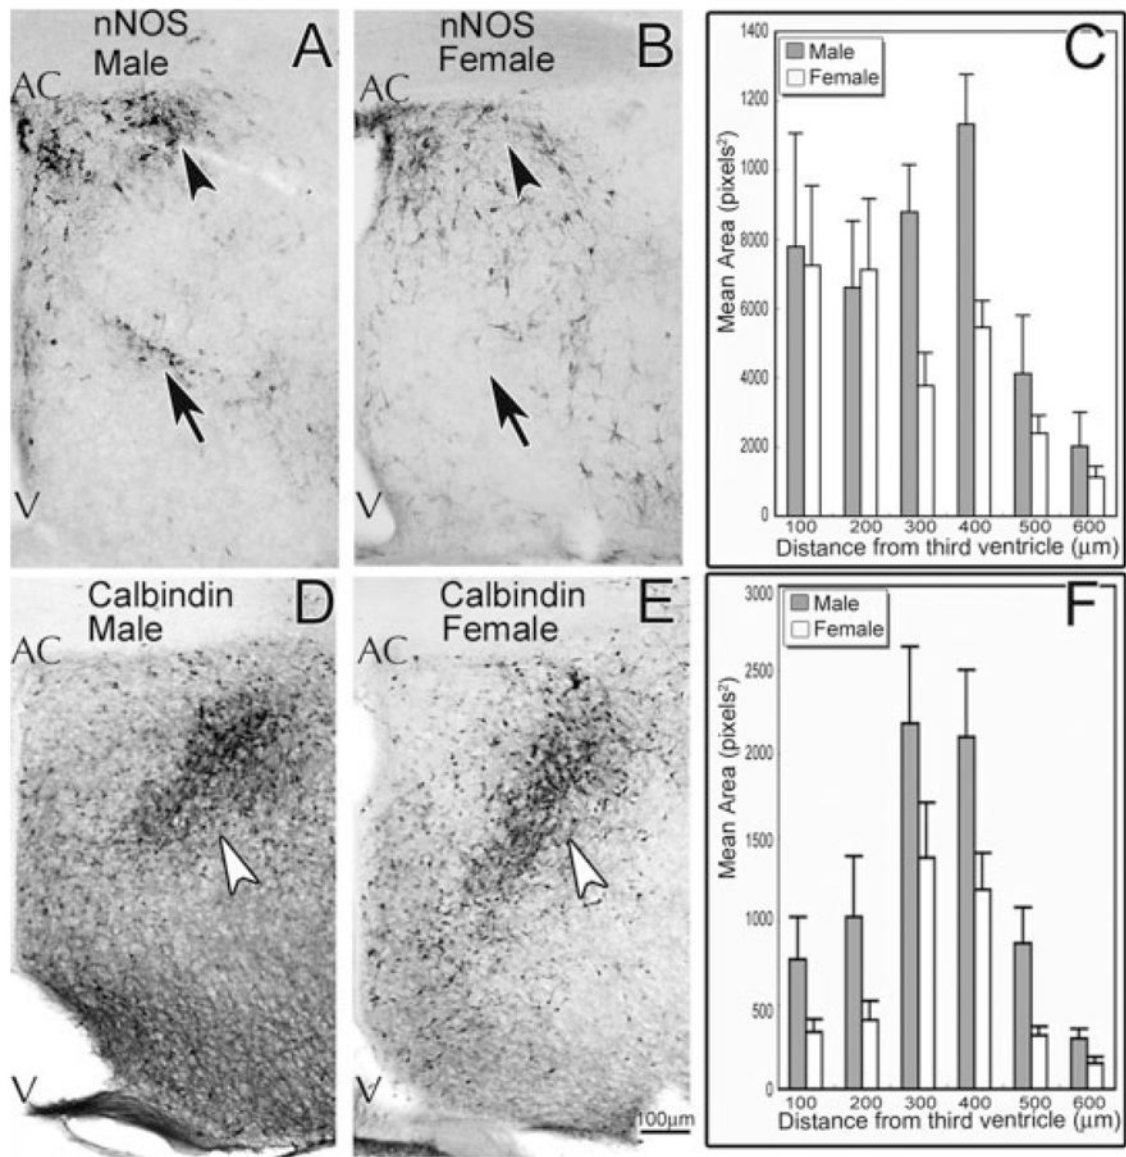 nNOS
Male
A
AC
V
nNOS
Female
B
AC
V
C
Male
Female
Mean Area (pixels²)
1400
1200
1000
8000
6000
4000
2000
0
100 200 300 400 500 600
Distance from third ventricle (μm)
Calbindin
Male
D
AC
V
Calbindin
Female
E
AC
V
100μm
F
Male
Female
Mean Area (pixels²)
3000
2500
2000
1500
1000
500
0
100 200 300 400 500 600
Distance from third ventricle (μm)